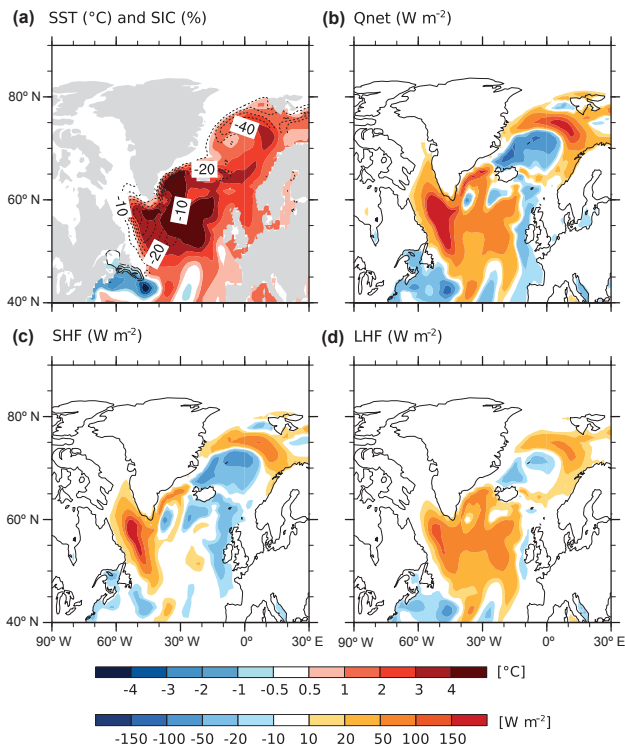 (a) SST (°C) and SIC (%)
(b) Qnet (W m-2)
80° N
60° N
40° N
-40
-20
-10
-10
20
(c) SHF (W m-2)
(d) LHF (W m-2)
80° N
60° N
40° N
90° W 60° W 30° W 0° E 30° E
90° W 60° W 30° W 0° E 30° E
-4 -3 -2 -1 -0.5 0.5 1 2 3 4 [°C]
-150 -100 -50 -20 -10 10 20 50 100 150 [W m-2]